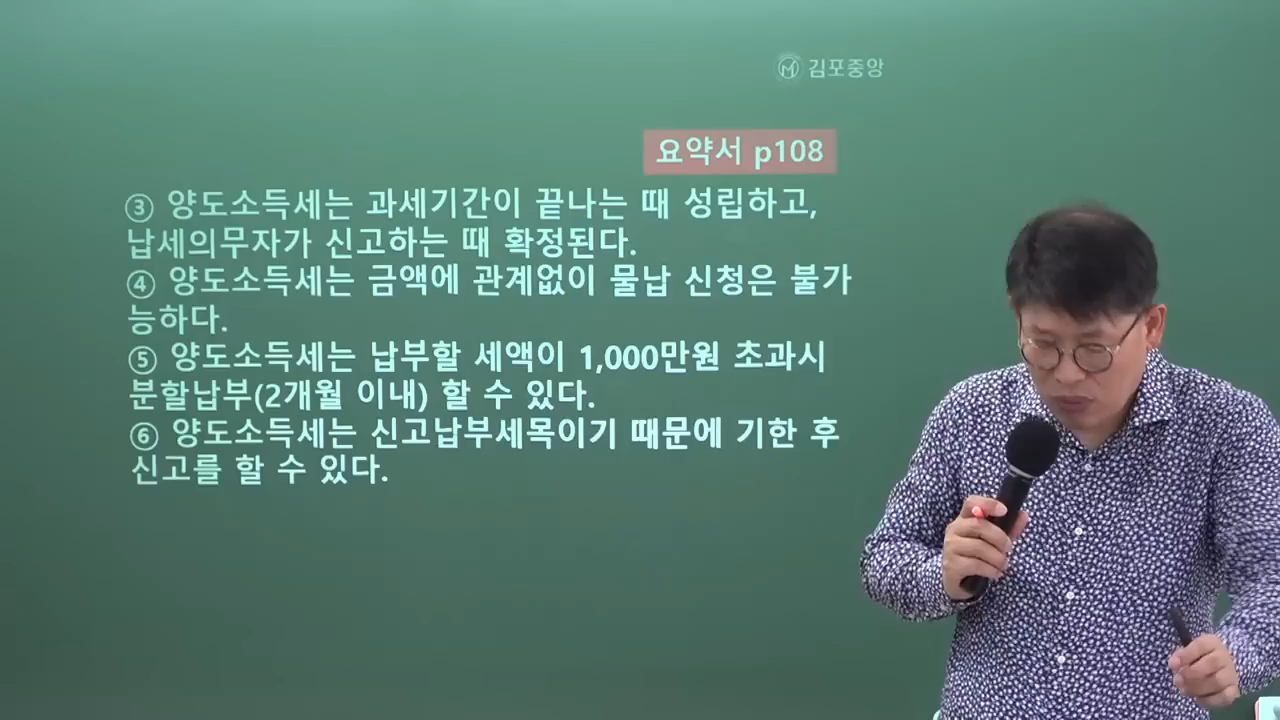 김포중앙
요약서 p108
③ 양도소득세는 과세기간이 끝나는 때 성립하고,
납세의무자가 신고하는 때 확정된다.
④ 양도소득세는 금액에 관계없이 물납 신청은 불가
능하다.
⑤ 양도소득세는 납부할 세액이 1,000만원 초과시
분할납부(2개월 이내) 할 수 있다.
⑥ 양도소득세는 신고납부세목이기 때문에 기한 후
신고를 할 수 있다.